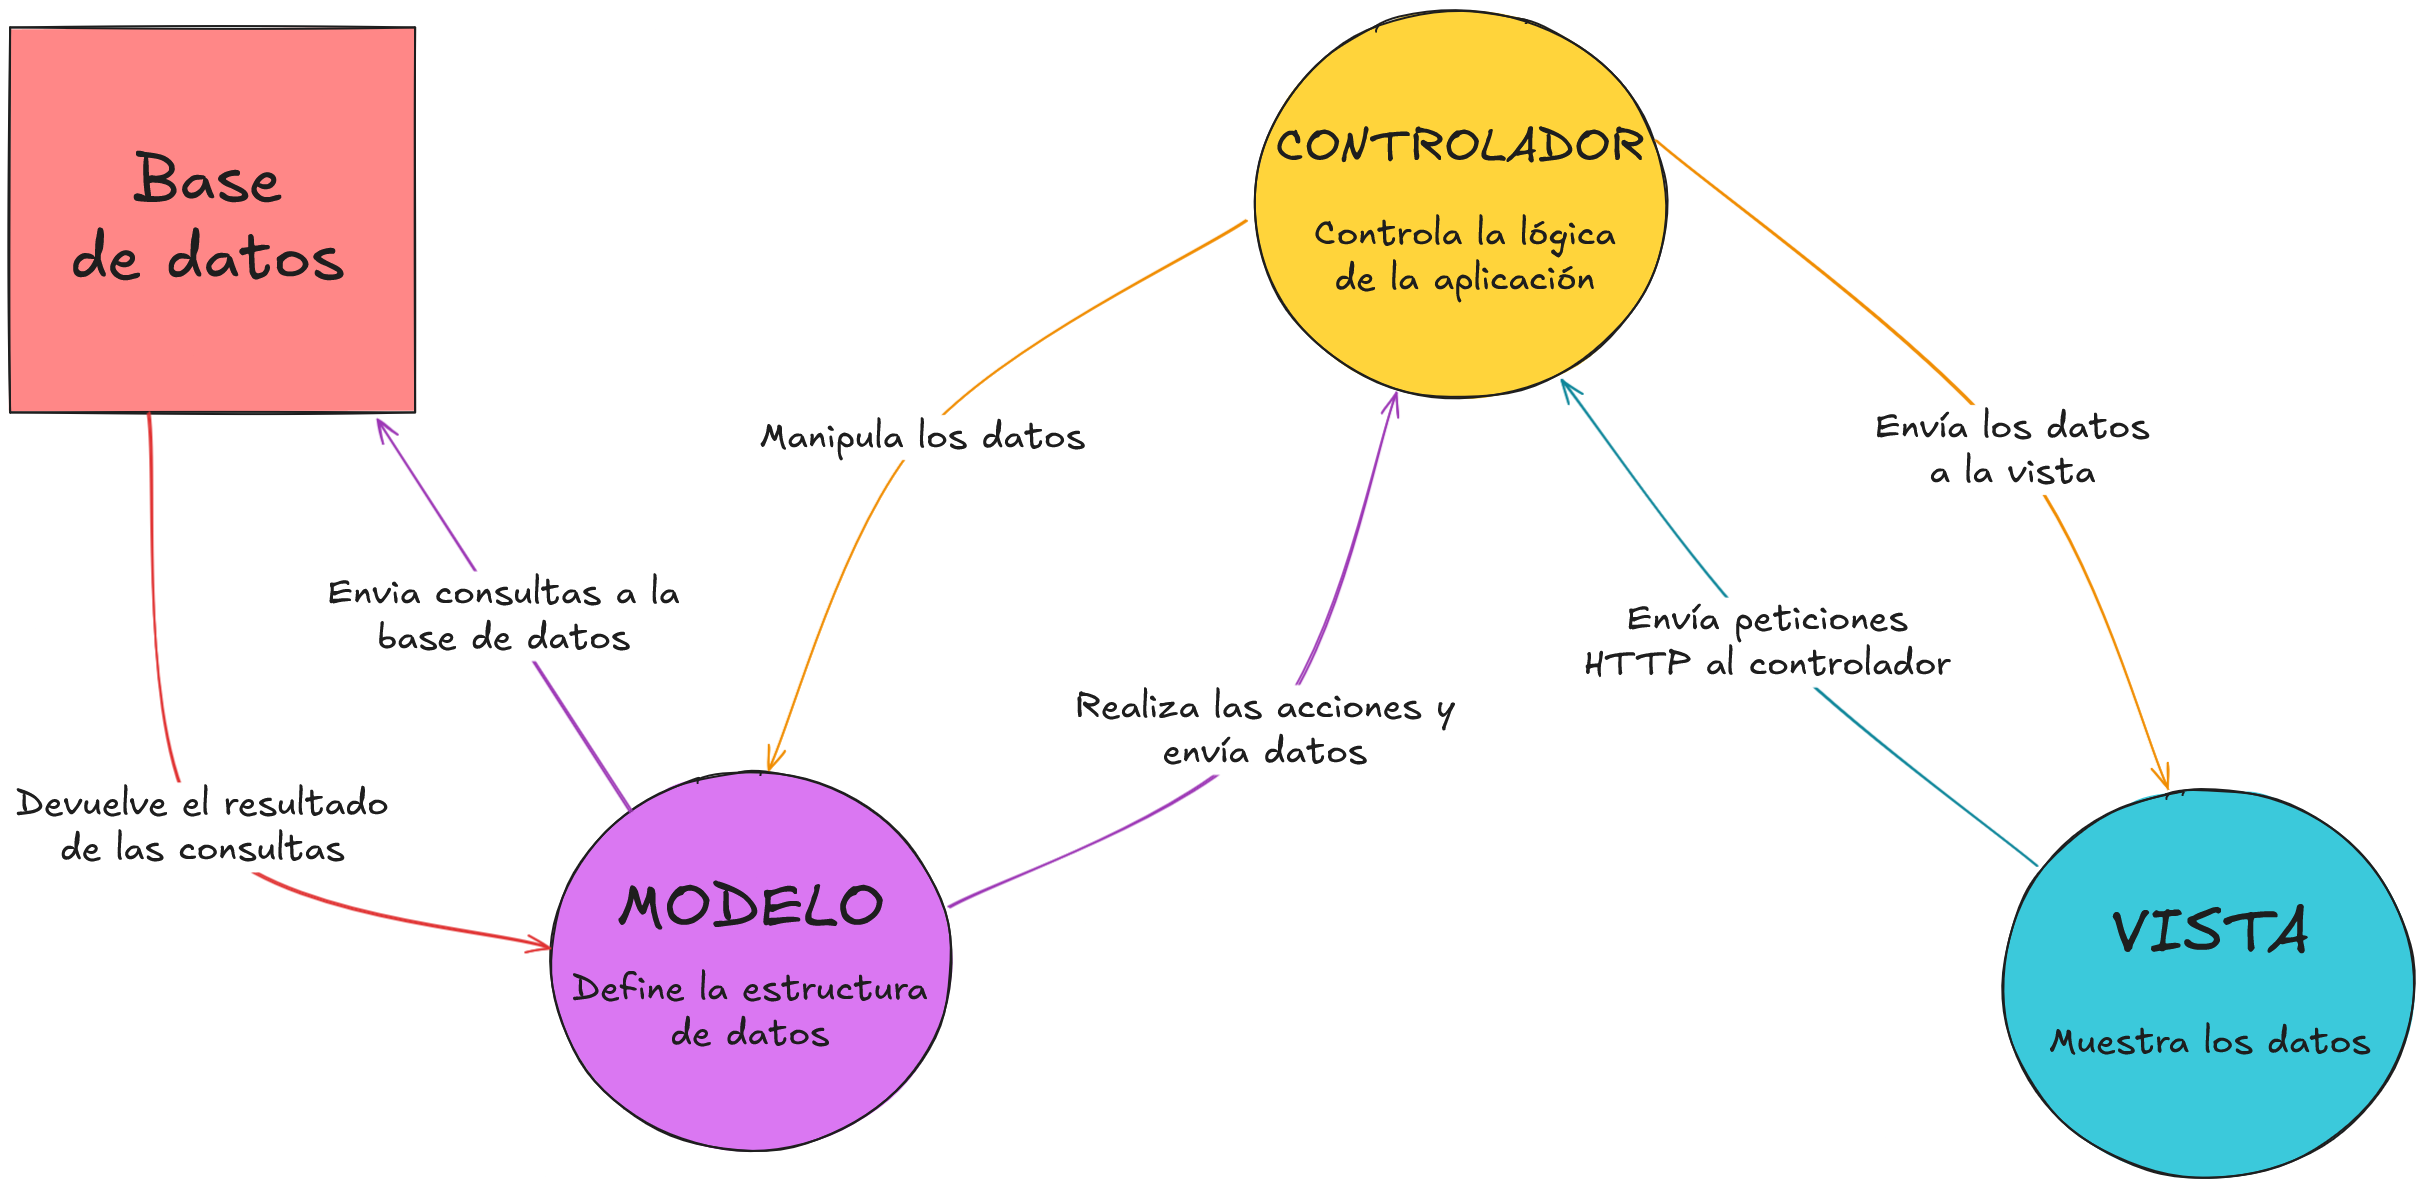 Base
de datos
CONTROLADOR
Controla la lógica
de la aplicación
Manipula los datos
Envía los datos
a la vista
Envia consultas a la
base de datos
Envía peticiones
HTTP al controlador
Realiza las acciones y
envía datos
Devuelve el resultado
de las consultas
MODELO
Define la estructura
de datos
VISTA
Muestra los datos